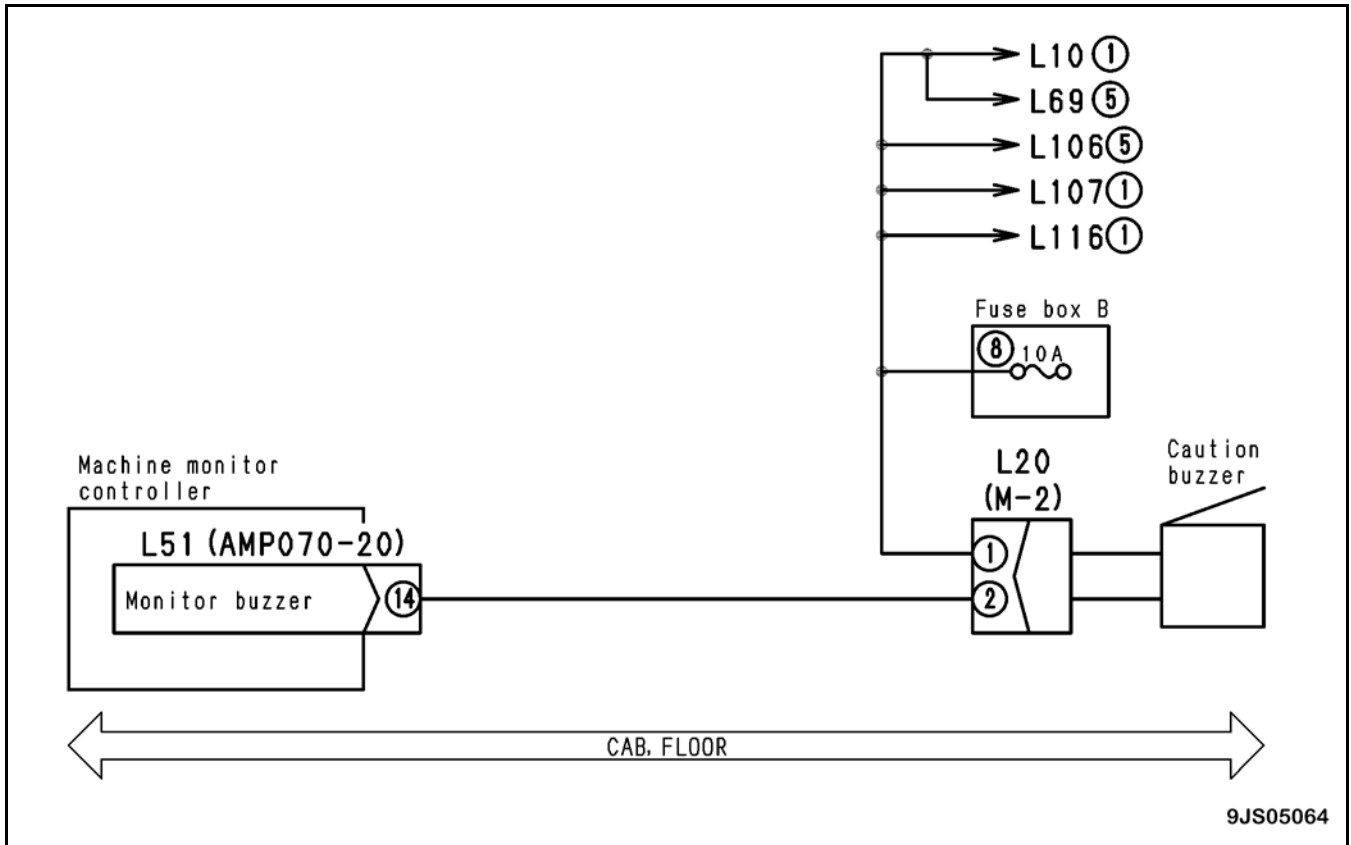 L10 ①
L69 ⑤
L106 ⑤
L107 ①
L116 ①
Fuse box B
⑧ 10A
Machine monitor
controller
L51 (AMP070-20)
Monitor buzzer
⑭
L20
(M-2)
①
②
Caution
buzzer
CAB, FLOOR
9JS05064